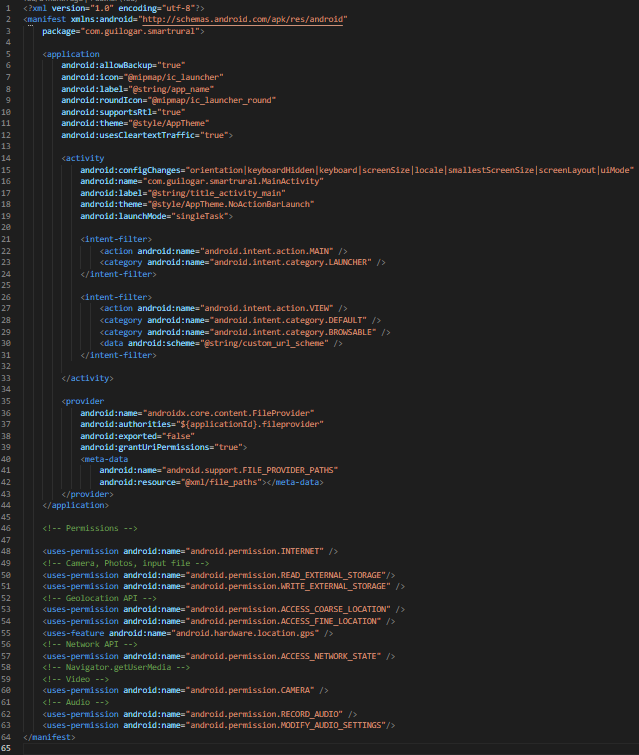 1 <?xml version="1.0" encoding="utf-8"?>
2 <manifest xmlns:android="http://schemas.android.com/apk/res/android"
3 package="com.guilogar.smartrural">
4
5 <application
6 android:allowBackup="true"
7 android:icon="@mipmap/ic_launcher"
8 android:label="@string/app_name"
9 android:roundIcon="@mipmap/ic_launcher_round"
10 android:supportsRtl="true"
11 android:theme="@style/AppTheme"
12 android:usesCleartextTraffic="true">
13
14 <activity
15 android:configChanges="orientation|keyboardHidden|keyboard|screenSize|locale|smallestScreenSize|screenLayout|uiMode"
16 android:name="com.guilogar.smartrural.MainActivity"
17 android:label="@string/title_activity_main"
18 android:theme="@style/AppTheme.NoActionBarLaunch"
19 android:launchMode="singleTask">
20
21 <intent-filter>
22 <action android:name="android.intent.action.MAIN" />
23 <category android:name="android.intent.category.LAUNCHER" />
24 </intent-filter>
25
26 <intent-filter>
27 <action android:name="android.intent.action.VIEW" />
28 <category android:name="android.intent.category.DEFAULT" />
29 <category android:name="android.intent.category.BROWSABLE" />
30 <data android:scheme="@string/custom_url_scheme" />
31 </intent-filter>
32
33 </activity>
34
35 <provider
36 android:name="androidx.core.content.FileProvider"
37 android:authorities="${applicationId}.fileprovider"
38 android:exported="false"
39 android:grantUriPermissions="true">
40 <meta-data
41 android:name="android.support.FILE_PROVIDER_PATHS"
42 android:resource="@xml/file_paths"></meta-data>
43 </provider>
44 </application>
45
46 <!-- Permissions -->
47
48 <uses-permission android:name="android.permission.INTERNET" />
49 <!-- Camera, Photos, input file -->
50 <uses-permission android:name="android.permission.READ_EXTERNAL_STORAGE"/>
51 <uses-permission android:name="android.permission.WRITE_EXTERNAL_STORAGE" />
52 <!-- Geolocation API -->
53 <uses-permission android:name="android.permission.ACCESS_COARSE_LOCATION" />
54 <uses-permission android:name="android.permission.ACCESS_FINE_LOCATION" />
55 <uses-feature android:name="android.hardware.location.gps" />
56 <!-- Network API -->
57 <uses-permission android:name="android.permission.ACCESS_NETWORK_STATE" />
58 <!-- Navigator.getUserMedia -->
59 <!-- Video -->
60 <uses-permission android:name="android.permission.CAMERA" />
61 <!-- Audio -->
62 <uses-permission android:name="android.permission.RECORD_AUDIO" />
63 <uses-permission android:name="android.permission.MODIFY_AUDIO_SETTINGS"/>
64 </manifest>
65